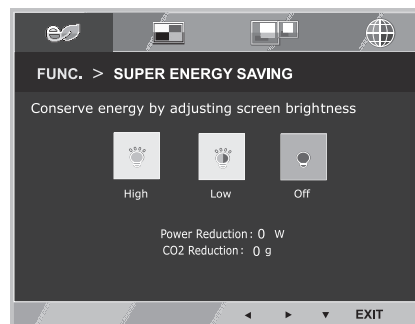 FUNC. > SUPER ENERGY SAVING
Conserve energy by adjusting screen brightness
High Low Off
Power Reduction: 0 W
CO2 Reduction: 0 g
EXIT